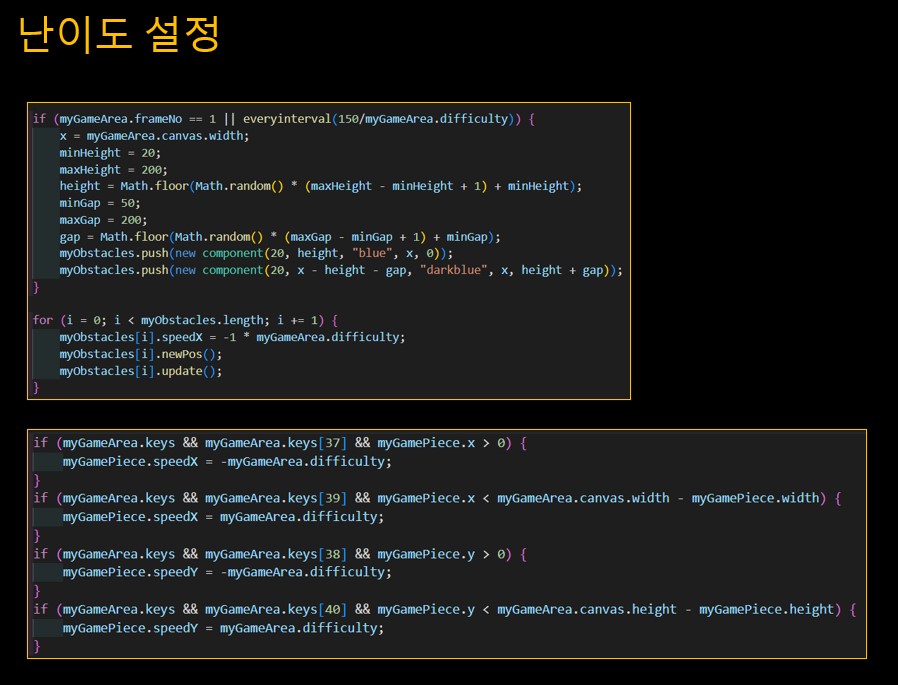 난이도 설정
if (myGameArea.frameNo == 1 || everyinterval(150/myGameArea.difficulty)) {
    x = myGameArea.canvas.width;
    minHeight = 20;
    maxHeight = 200;
    height = Math.floor(Math.random() * (maxHeight - minHeight + 1) + minHeight);
    minGap = 50;
    maxGap = 200;
    gap = Math.floor(Math.random() * (maxGap - minGap + 1) + minGap);
    myObstacles.push(new component(20, height, "blue", x, 0));
    myObstacles.push(new component(20, x - height - gap, "darkblue", x, height + gap));
}
for (i = 0; i < myObstacles.length; i += 1) {
    myObstacles[i].speedX = -1 * myGameArea.difficulty;
    myObstacles[i].newPos();
    myObstacles[i].update();
}
if (myGameArea.keys && myGameArea.keys[37] && myGamePiece.x > 0) {
    myGamePiece.speedX = -myGameArea.difficulty;
}
if (myGameArea.keys && myGameArea.keys[39] && myGamePiece.x < myGameArea.canvas.width - myGamePiece.width) {
    myGamePiece.speedX = myGameArea.difficulty;
}
if (myGameArea.keys && myGameArea.keys[38] && myGamePiece.y > 0) {
    myGamePiece.speedY = -myGameArea.difficulty;
}
if (myGameArea.keys && myGameArea.keys[40] && myGamePiece.y < myGameArea.canvas.height - myGamePiece.height) {
    myGamePiece.speedY = myGameArea.difficulty;
}